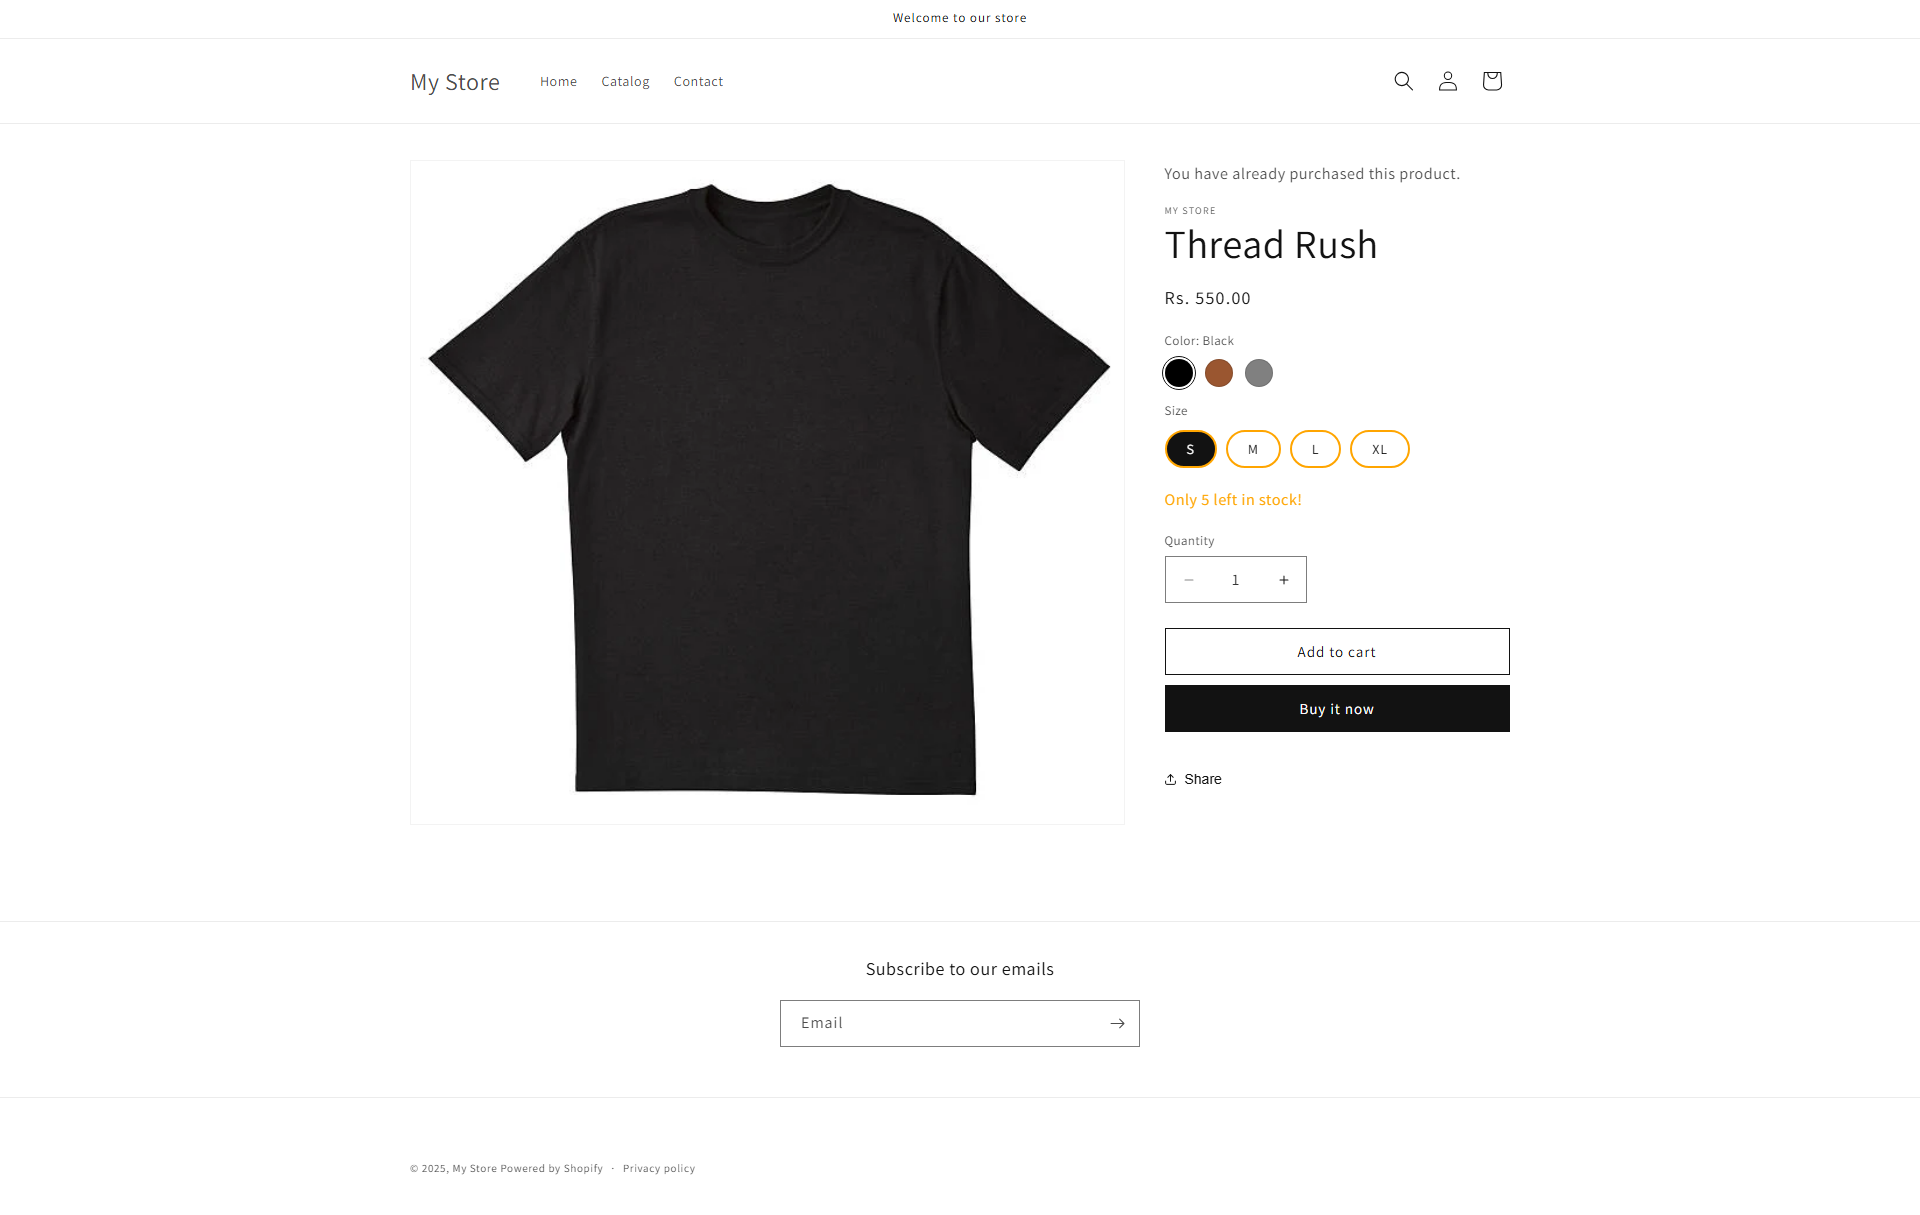 Welcome to our store
My Store
Home Catalog Contact
You have already purchased this product.
MY STORE
Thread Rush
Rs. 550.00
Color: Black
Size
S M L XL
Only 5 left in stock!
Quantity
− 1 +
Add to cart
Buy it now
Share
Subscribe to our emails
Email
© 2025, My Store Powered by Shopify · Privacy policy